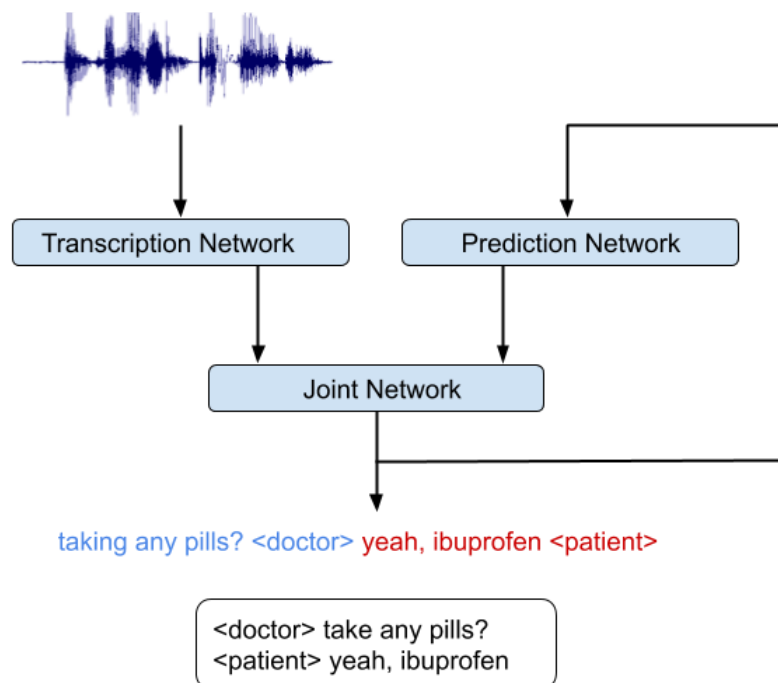 Transcription Network
Prediction Network
Joint Network
taking any pills? <doctor> yeah, ibuprofen <patient>
<doctor> take any pills?
<patient> yeah, ibuprofen